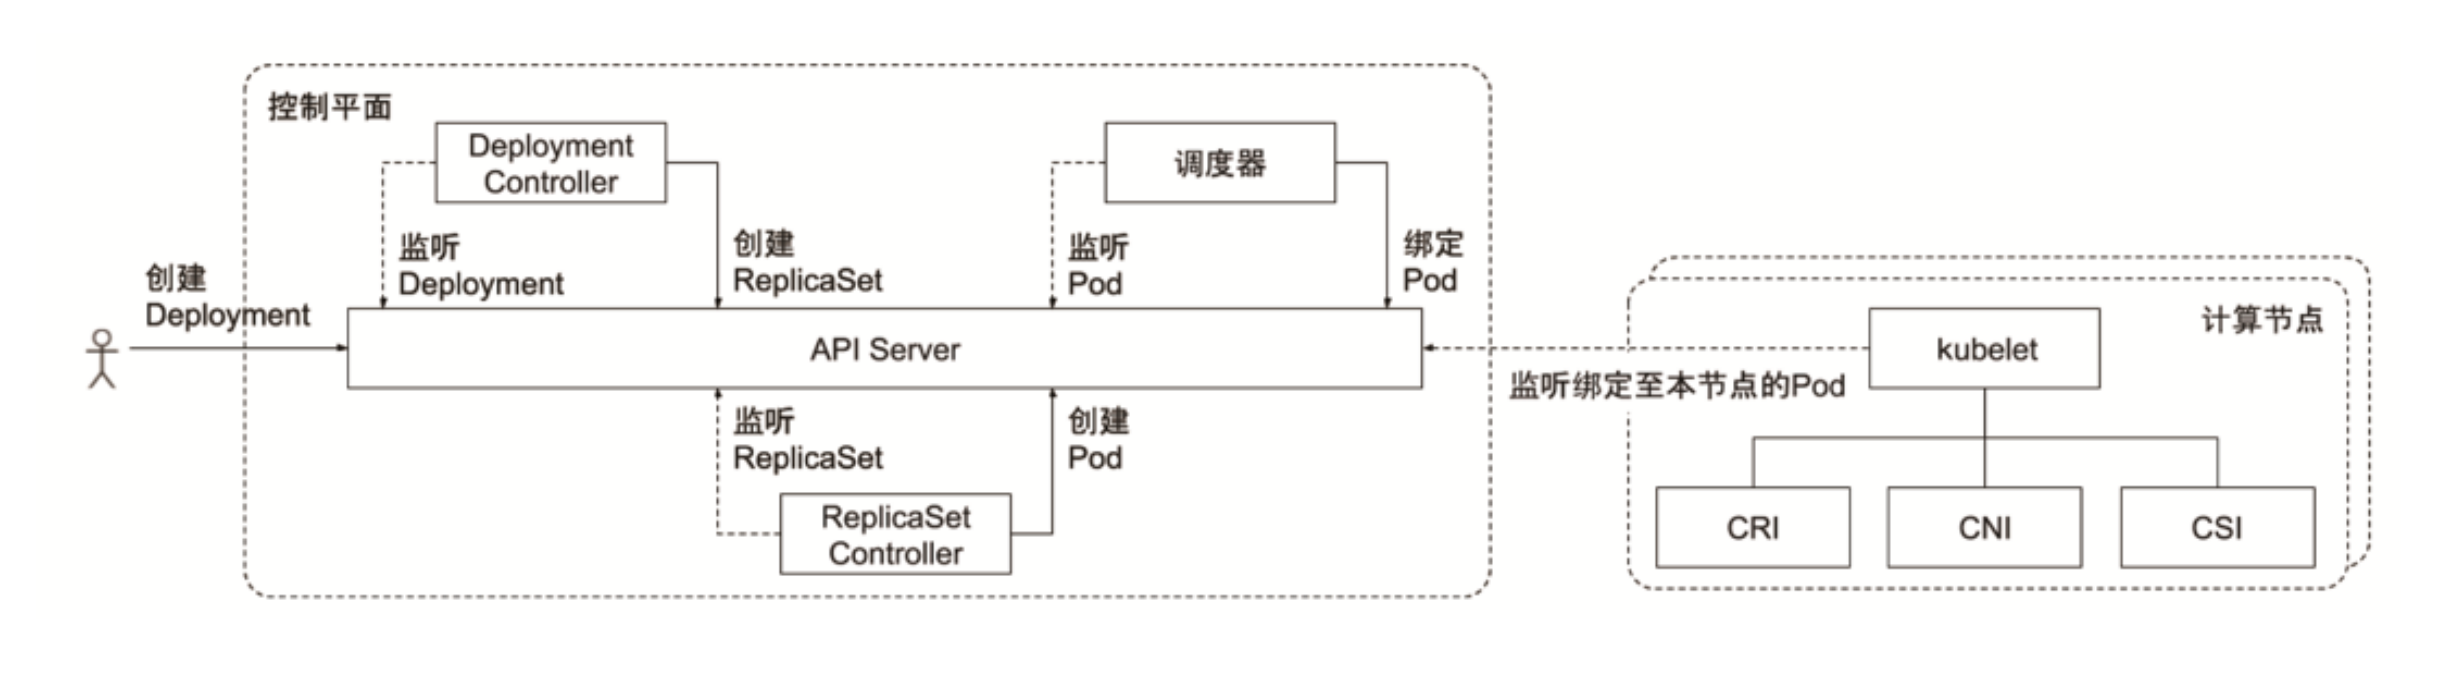 控制平面
Deployment
Controller
调度器
监听
Deployment
创建
ReplicaSet
监听
Pod
绑定
Pod
创建
Deployment
API Server
监听
ReplicaSet
创建
Pod
ReplicaSet
Controller
计算节点
kubelet
监听绑定至本节点的Pod
CRI
CNI
CSI